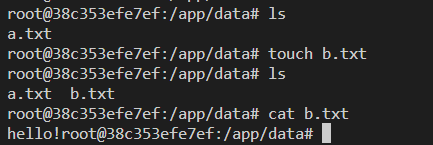 root@38c353efe7ef:/app/data# ls
a.txt
root@38c353efe7ef:/app/data# touch b.txt
root@38c353efe7ef:/app/data# ls
a.txt  b.txt
root@38c353efe7ef:/app/data# cat b.txt
hello!root@38c353efe7ef:/app/data#